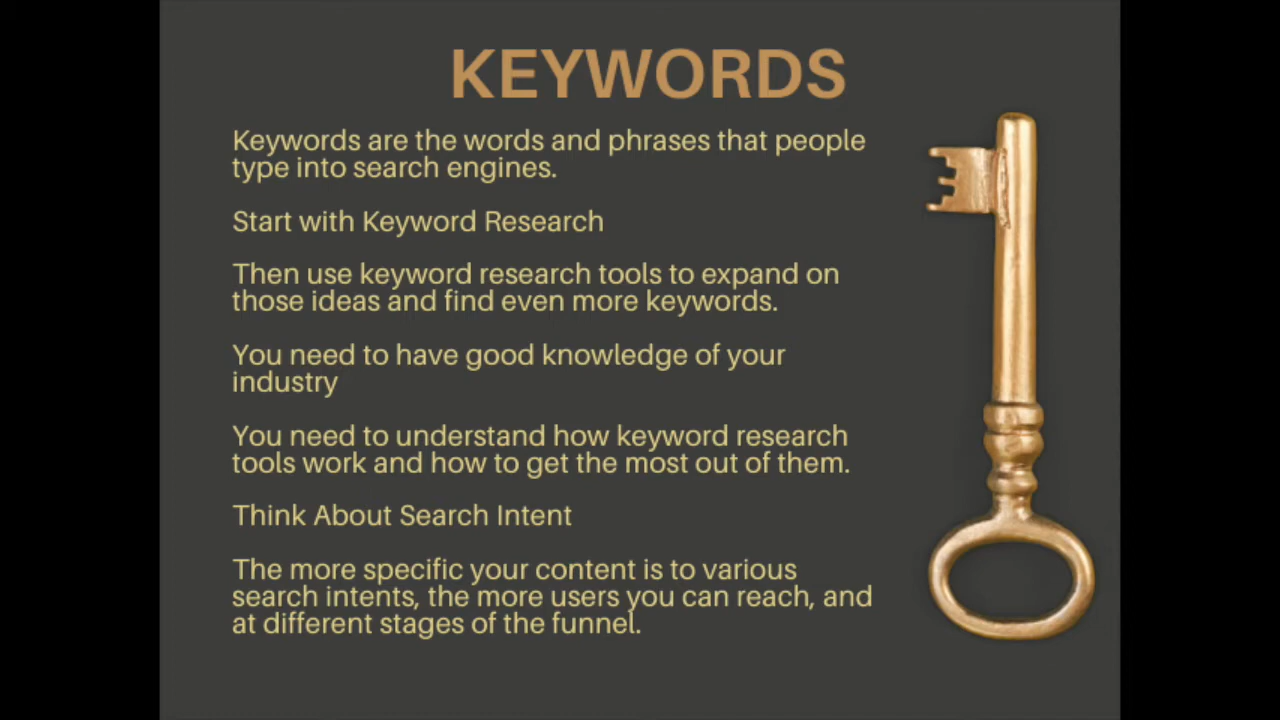 KEYWORDS
Keywords are the words and phrases that people
type into search engines.
Start with Keyword Research
Then use keyword research tools to expand on
those ideas and find even more keywords.
You need to have good knowledge of your
industry
You need to understand how keyword research
tools work and how to get the most out of them.
Think About Search Intent
The more specific your content is to various
search intents, the more users you can reach, and
at different stages of the funnel.